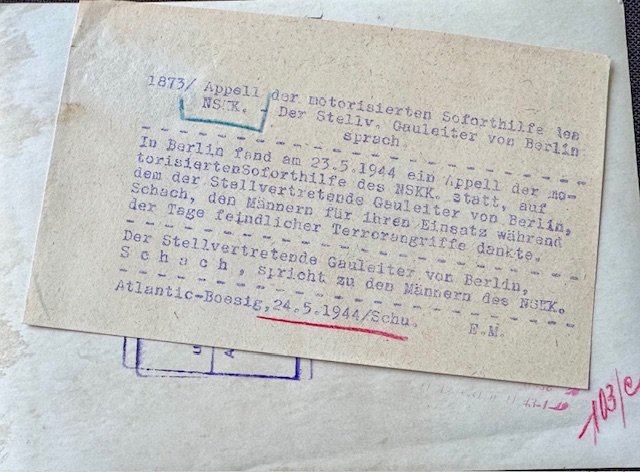 1873/ Appell der motorisierten Soforthilfe des
NSKK. - Der Stellv. Gauleiter von Berlin
sprach.
In Berlin fand am 23.5.1944 ein Appell der mo-
torisiertenSoforthilfe des NSKK. statt, auf
dem der Stellvertretende Gauleiter von Berlin,
Schach, den Männern für ihren Einsatz während
der Tage feindlicher Terrorangriffe dankte.
Der Stellvertretende Gauleiter von Berlin,
S c h a c h , spricht zu den Männern des NSKK.
Atlantic-Boesig,24.5.1944/Schu. E.M.
103/c